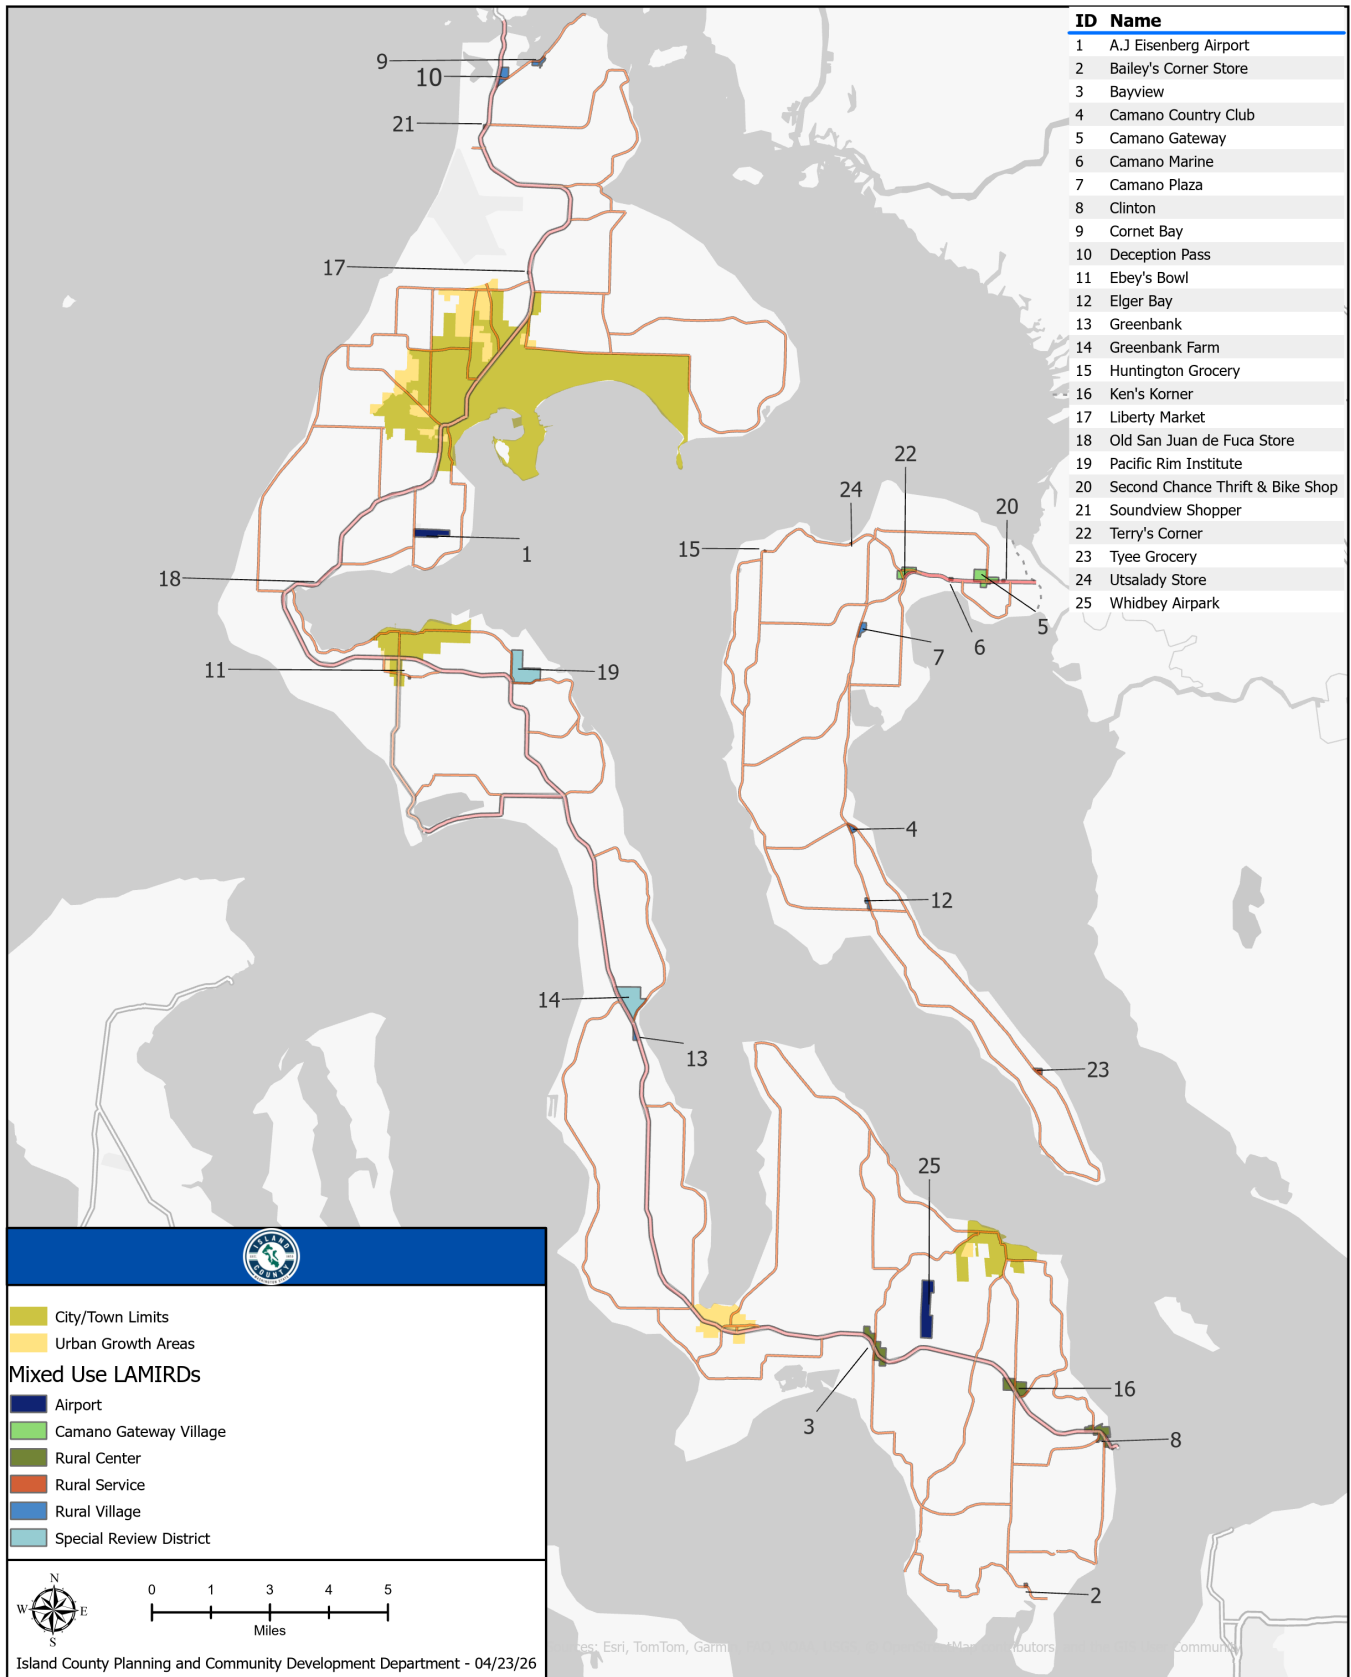 ID Name
1 A.J Eisenberg Airport
2 Bailey's Corner Store
3 Bayview
4 Camano Country Club
5 Camano Gateway
6 Camano Marine
7 Camano Plaza
8 Clinton
9 Cornet Bay
10 Deception Pass
11 Ebey's Bowl
12 Elger Bay
13 Greenbank
14 Greenbank Farm
15 Huntington Grocery
16 Ken's Korner
17 Liberty Market
18 Old San Juan de Fuca Store
19 Pacific Rim Institute
20 Second Chance Thrift & Bike Shop
21 Soundview Shopper
22 Terry's Corner
23 Tyee Grocery
24 Utsalady Store
25 Whidbey Airpark
9
10
21
17
22
24
20
15
1
18
5
6
7
11
19
4
12
14
13
23
25
16
3
8
2
ISLAND
COUNTY
City/Town Limits
Urban Growth Areas
Mixed Use LAMIRDs
Airport
Camano Gateway Village
Rural Center
Rural Service
Rural Village
Special Review District
N
W E
S
0 1 3 4 5
Miles
Esri, TomTom, Garm
Island County Planning and Community Development Department - 04/23/26